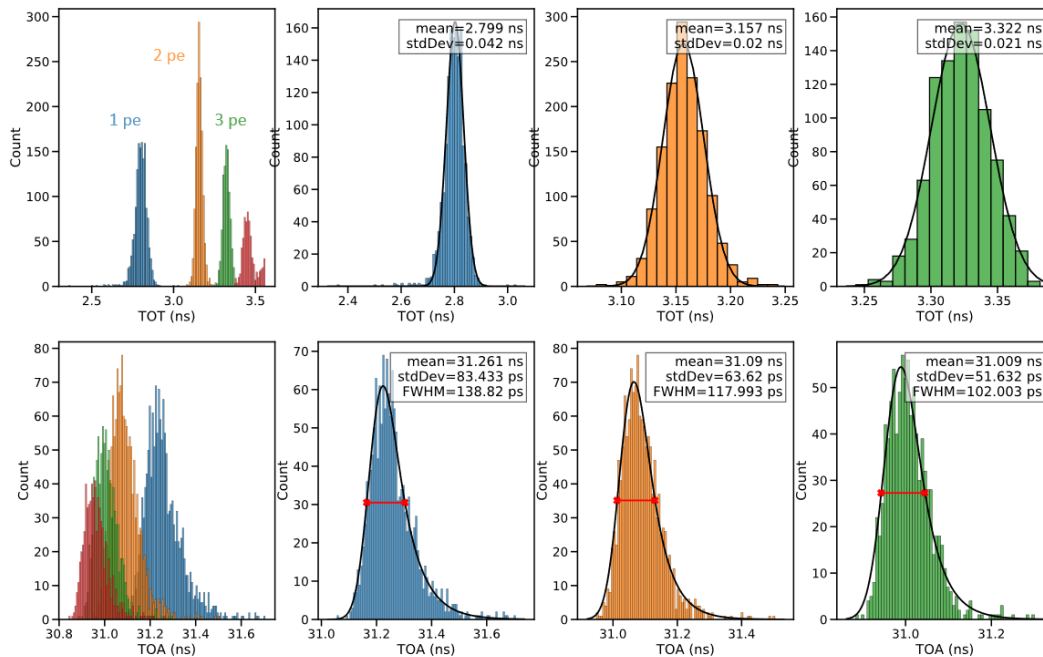 300
250
200
150
100
50
0
Count
2.5
3.0
3.5
TOT (ns)
1 pe
2 pe
3 pe
160
140
120
100
80
60
40
20
0
Count
2.4
2.6
2.8
3.0
TOT (ns)
mean=2.799 ns
stdDev=0.042 ns
300
250
200
150
100
50
0
Count
3.10
3.15
3.20
3.25
TOT (ns)
mean=3.157 ns
stdDev=0.02 ns
160
140
120
100
80
60
40
20
0
Count
3.25
3.30
3.35
TOT (ns)
mean=3.322 ns
stdDev=0.021 ns
80
70
60
50
40
30
20
10
0
Count
30.8
31.0
31.2
31.4
31.6
TOA (ns)
70
60
50
40
30
20
10
0
Count
31.0
31.2
31.4
31.6
TOA (ns)
mean=31.261 ns
stdDev=83.433 ps
FWHM=138.82 ps
80
70
60
50
40
30
20
10
0
Count
31.0
31.2
31.4
TOA (ns)
mean=31.09 ns
stdDev=63.62 ps
FWHM=117.993 ps
50
40
30
20
10
0
Count
31.0
31.2
TOA (ns)
mean=31.009 ns
stdDev=51.632 ps
FWHM=102.003 ps